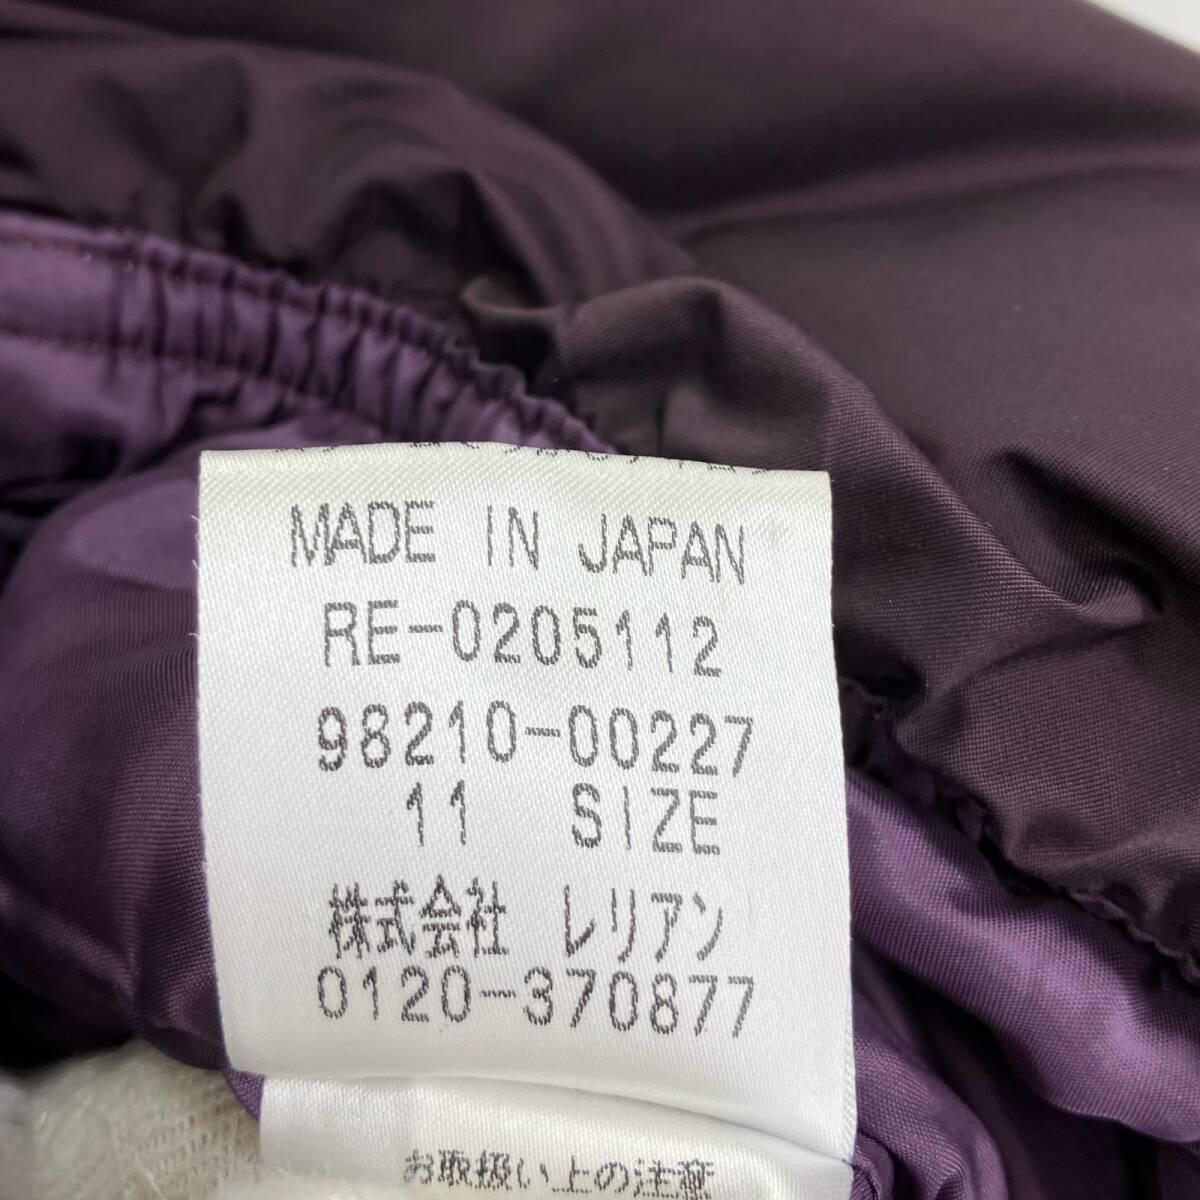 MADE IN JAPAN
RE-0205112
98210-00227
11 SIZE
株式会社 レリアン
0120-370877
お取扱い上の注意